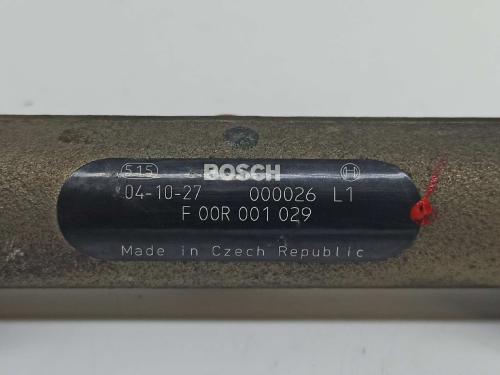 515 BOSCH
04-10-27 000026 L1
F 00R 001 029
Made in Czech Republic